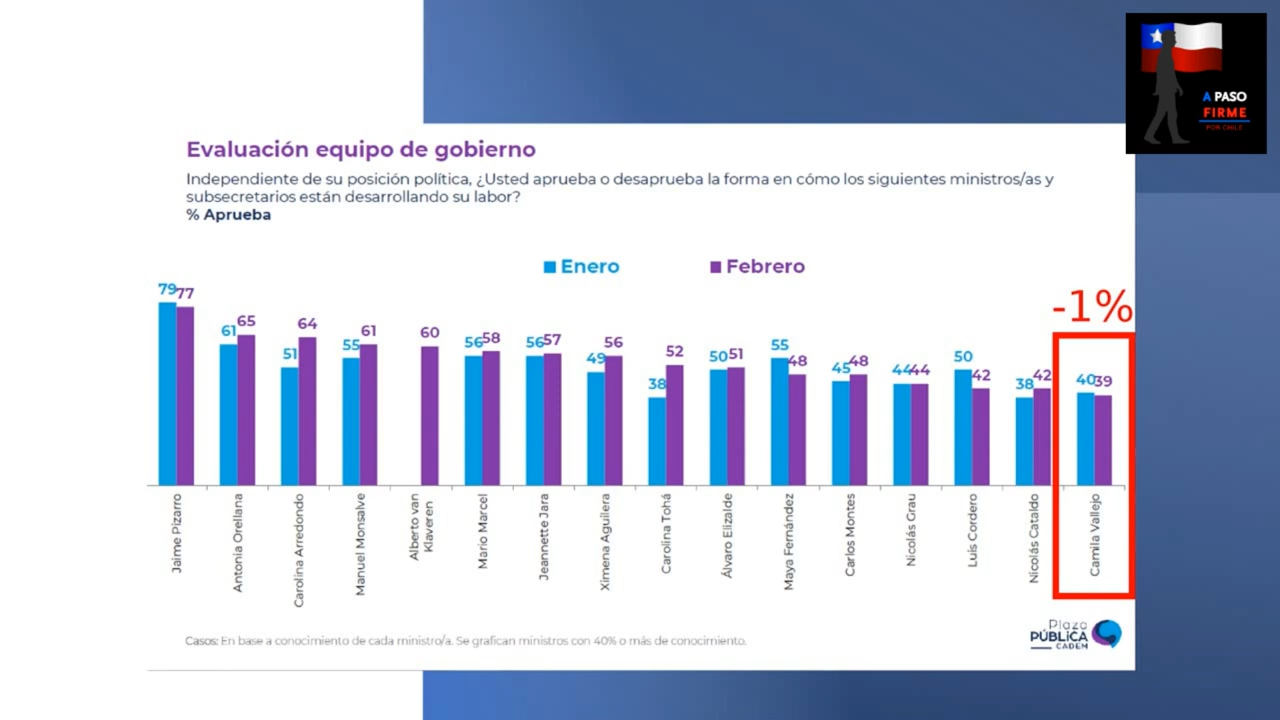 A PASO
FIRME
POR CHILE
Evaluación equipo de gobierno
Independiente de su posición política, ¿Usted aprueba o desaprueba la forma en cómo los siguientes ministros/as y
subsecretarios están desarrollando su labor?
% Aprueba
Enero Febrero
-1%
79 77 61 65 51 64 55 61 60 56 58 56 57 49 56 38 52 50 51 55 48 45 48 44 44 50 42 38 42 40 39
Jaime Pizarro
Antonia Orellana
Carolina Arredondo
Manuel Monsalve
Alberto van
Klaveren
Mario Marcel
Jeannette Jara
Ximena Aguilera
Carolina Tohá
Álvaro Elizalde
Maya Fernández
Carlos Montes
Nicolás Grau
Luis Cordero
Nicolás Cataldo
Camila Vallejo
Casos: En base a conocimiento de cada ministro/a. Se grafican ministros con 40% o más de conocimiento.
Plaza
PÚBLICA
CADEM